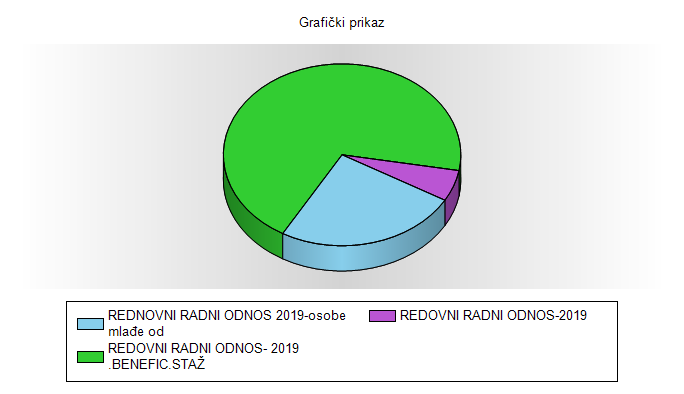 Grafički prikaz
REDNOVNI RADNI ODNOS 2019-osobe
mlađe od
REDOVNI RADNI ODNOS-2019
REDOVNI RADNI ODNOS- 2019
.BENEFIC.STAŽ